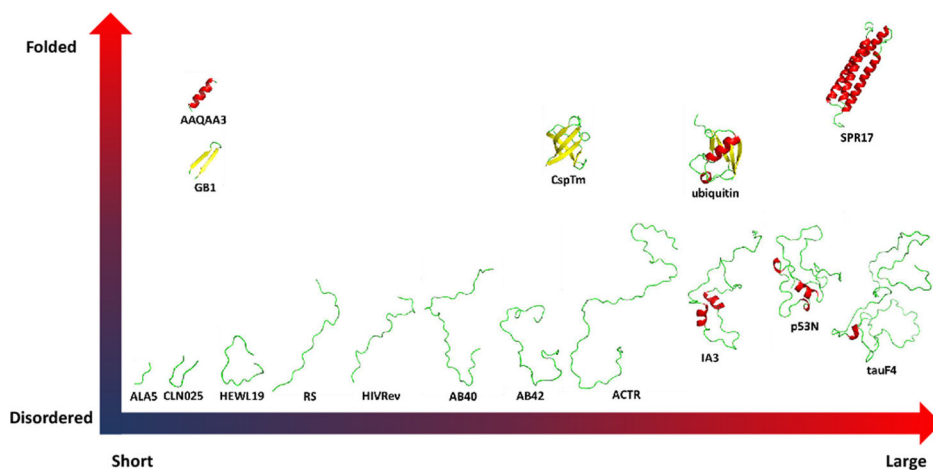 Folded
AAQAA3
GB1
CspTm
ubiquitin
SPR17
IA3
p53N
tauF4
ALA5
CLN025
HEWL19
RS
HIVRev
AB40
AB42
ACTR
Disordered
Short
Large